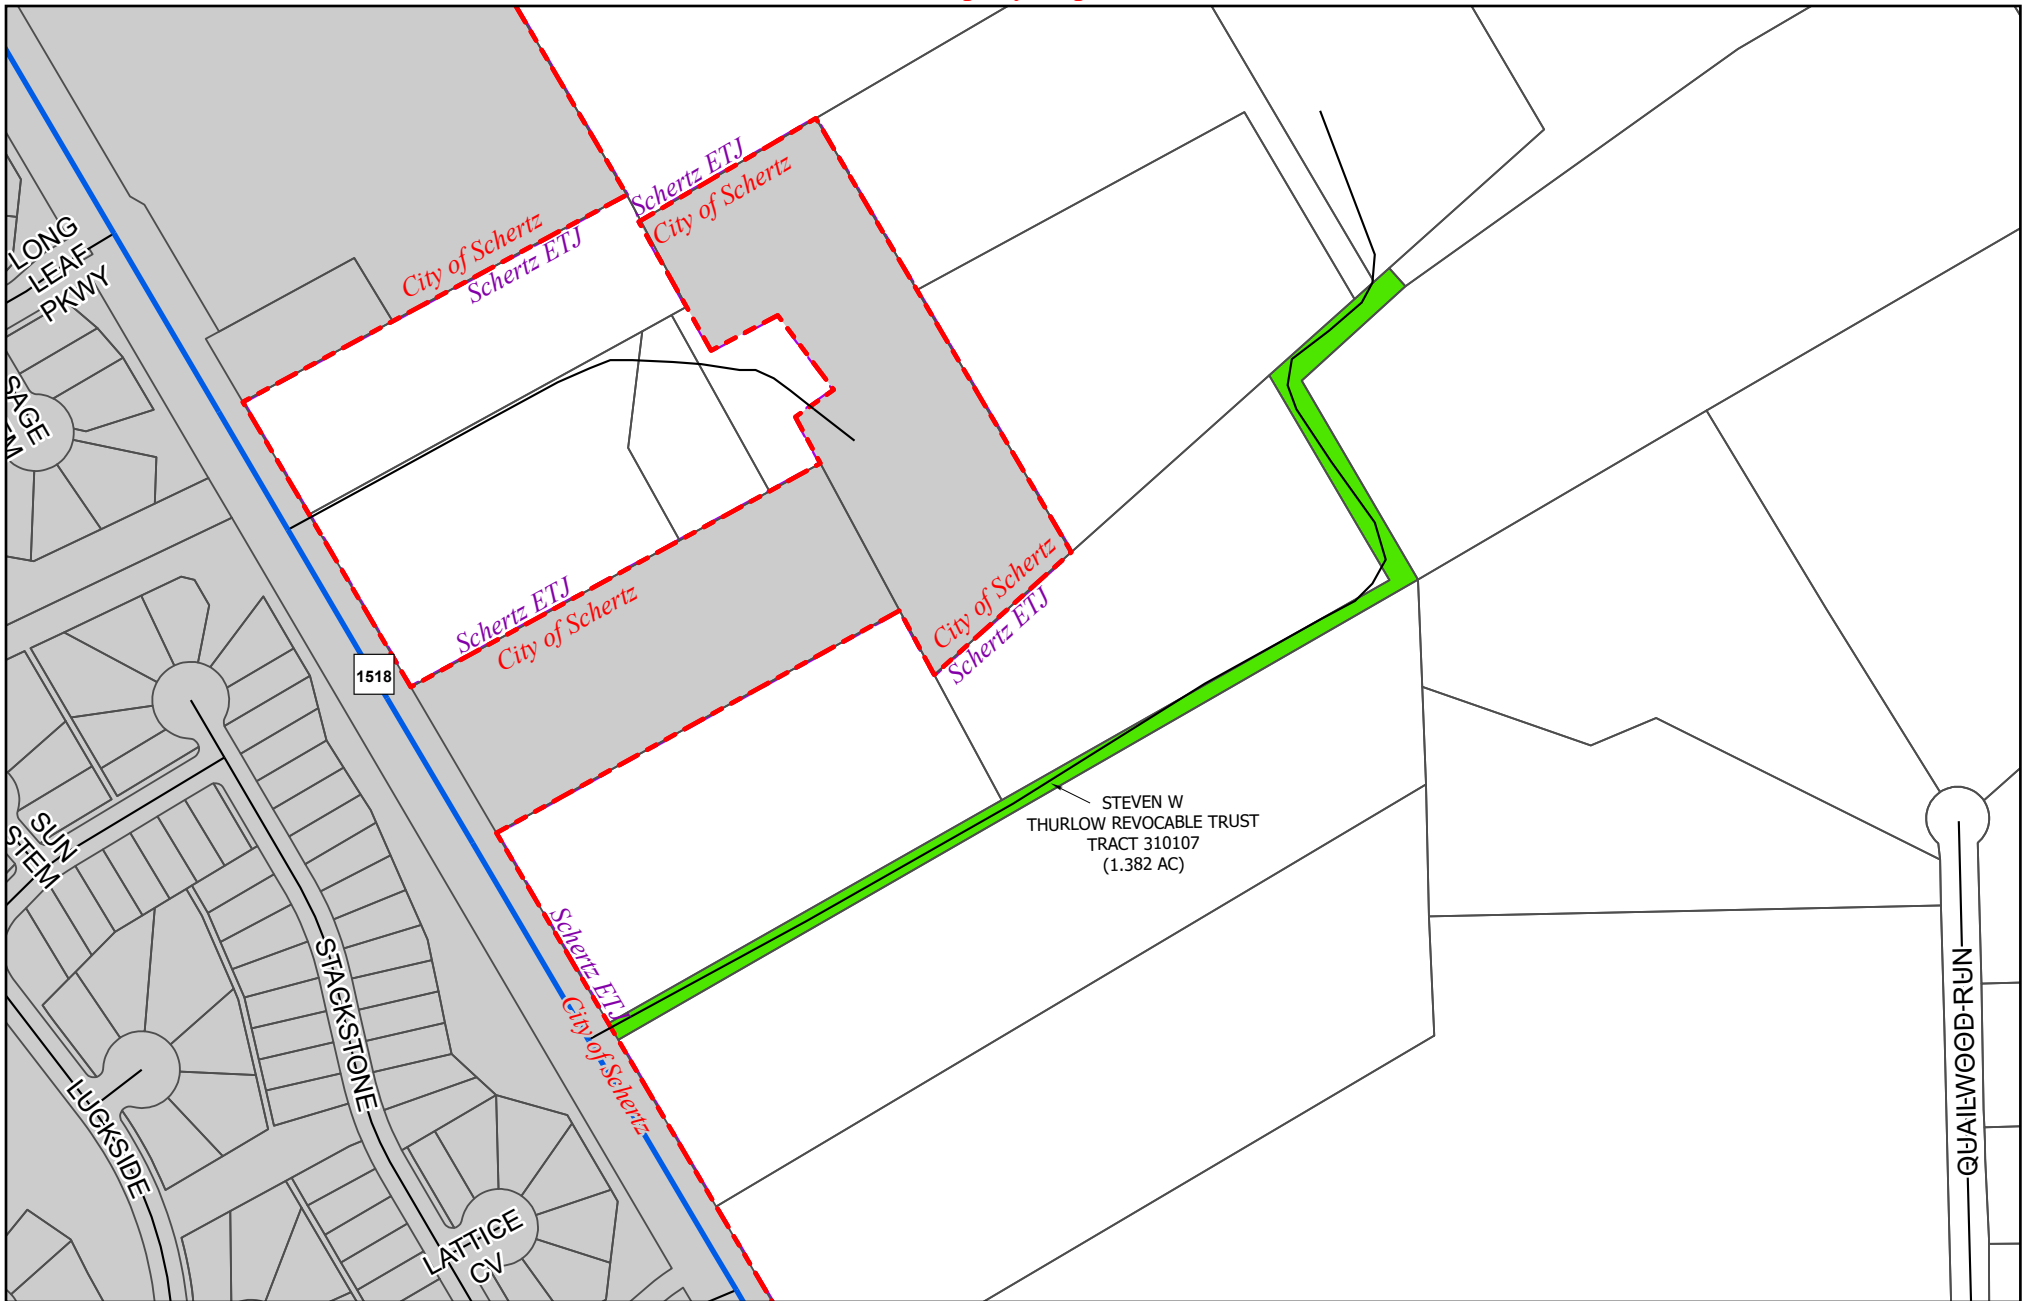 Schertz ETJ
City of Schertz
City of Schertz
Schertz ETJ
LONG
LEAF
PKWY
SAGE
Schertz ETJ
City of Schertz
City of Schertz
Schertz ETJ
1518
SUN
STEM
STEVEN W
THURLOW REVOCABLE TRUST
TRACT 310107
(1.382 AC)
Schertz ETJ
City of Schertz
STACKSTONE
LUCKSIDE
LATTICE
CV
QUAILWOOD RUN